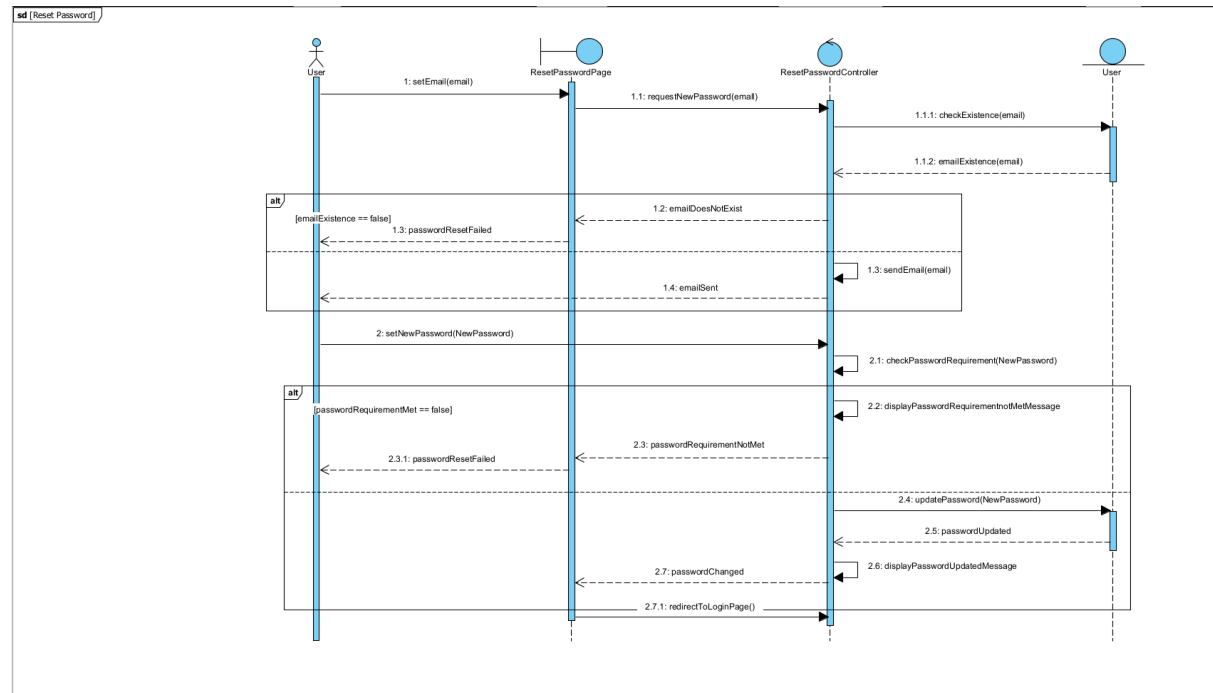 sd [Reset Password]
User
ResetPasswordPage
ResetPasswordController
User
1: setEmail(email)
1.1: requestNewPassword(email)
1.1.1: checkExistence(email)
1.1.2: emailExistence(email)
alt
[emailExistence == false]
1.2: emailDoesNotExist
1.3: passwordResetFailed
1.3: sendEmail(email)
1.4: emailSent
2: setNewPassword(NewPassword)
2.1: checkPasswordRequirement(NewPassword)
alt
[passwordRequirementMet == false]
2.2: displayPasswordRequirementnotMetMessage
2.3: passwordRequirementNotMet
2.3.1: passwordResetFailed
2.4: updatePassword(NewPassword)
2.5: passwordUpdated
2.6: displayPasswordUpdatedMessage
2.7: passwordChanged
2.7.1: redirectToLoginPage()